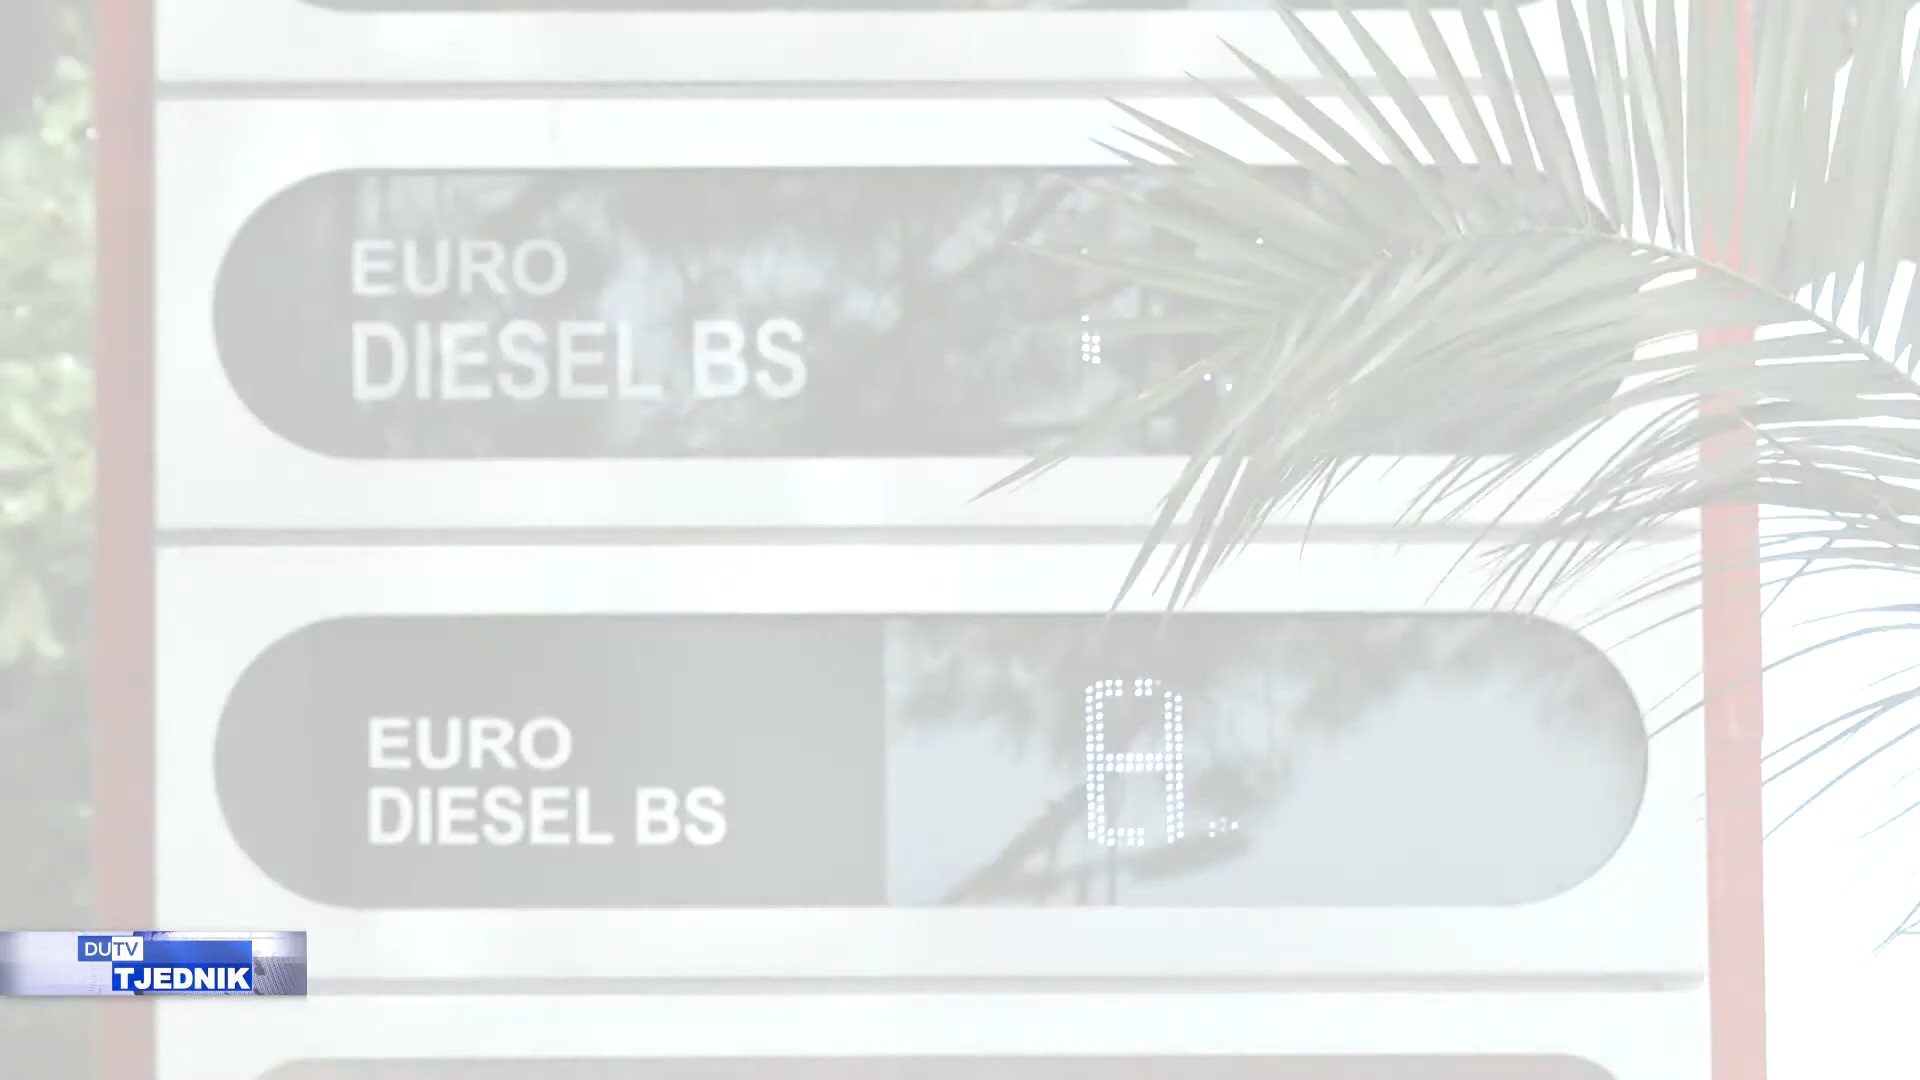 EURO
DIESEL BS
EURO
DIESEL BS
DUTV
TJEDNIK